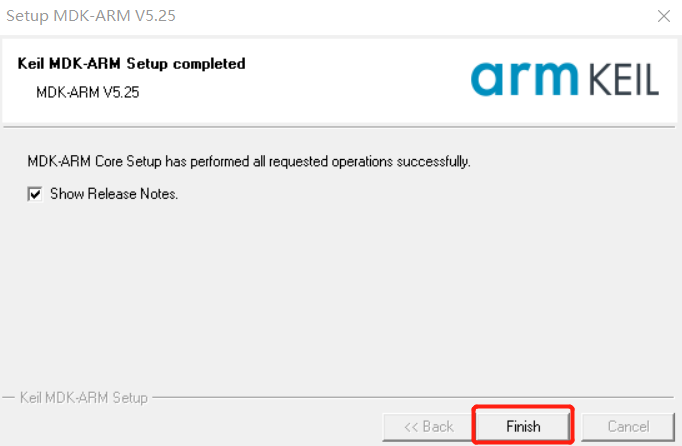 Setup MDK-ARM V5.25
Keil MDK-ARM Setup completed
MDK-ARM V5.25
arm KEIL
MDK-ARM Core Setup has performed all requested operations successfully.
Show Release Notes.
Keil MDK-ARM Setup
<< Back Finish Cancel